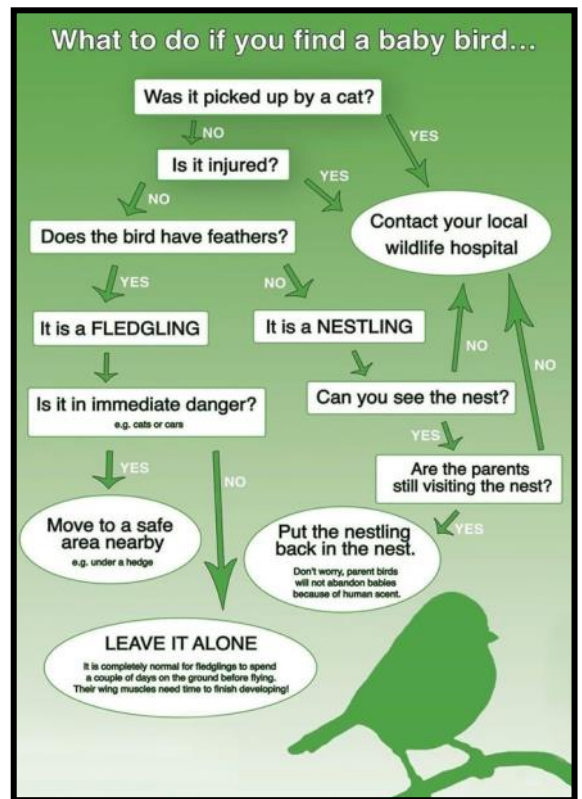 What to do if you find a baby bird...
Was it picked up by a cat?
NO
YES
Is it injured?
YES
NO
Contact your local
wildlife hospital
Does the bird have feathers?
YES
NO
It is a FLEDGLING
It is a NESTLING
NO
NO
Is it in immediate danger?
e.g. cats or cars
Can you see the nest?
YES
YES
NO
Are the parents
still visiting the nest?
YES
Move to a safe
area nearby
e.g. under a hedge
Put the nestling
back in the nest.
Don't worry, parent birds
will not abandon babies
because of human scent.
LEAVE IT ALONE
It is completely normal for fledglings to spend
a couple of days on the ground before flying.
Their wing muscles need time to finish developing!